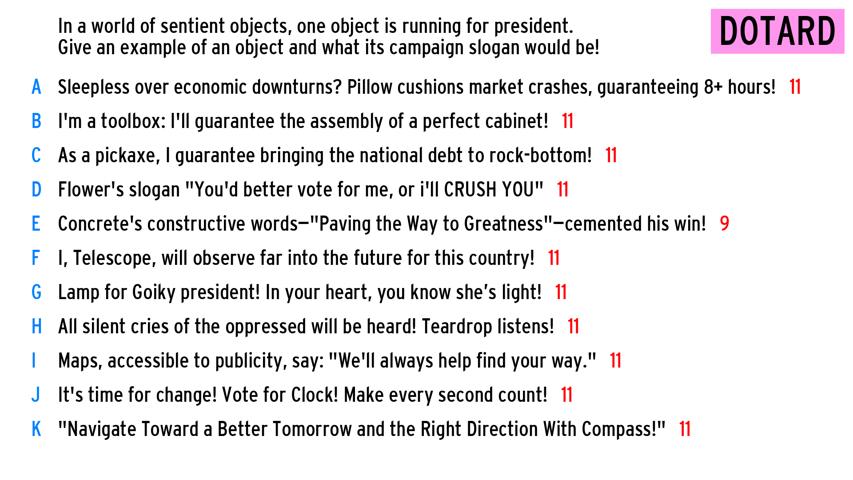 In a world of sentient objects, one object is running for president.
Give an example of an object and what its campaign slogan would be!
DOTARD
A Sleepless over economic downturns? Pillow cushions market crashes, guaranteeing 8+ hours! 11
B I'm a toolbox: I'll guarantee the assembly of a perfect cabinet! 11
C As a pickaxe, I guarantee bringing the national debt to rock-bottom! 11
D Flower's slogan "You'd better vote for me, or i'll CRUSH YOU" 11
E Concrete's constructive words—"Paving the Way to Greatness"—cemented his win! 9
F I, Telescope, will observe far into the future for this country! 11
G Lamp for Goiky president! In your heart, you know she’s light! 11
H All silent cries of the oppressed will be heard! Teardrop listens! 11
I Maps, accessible to publicity, say: "We'll always help find your way." 11
J It's time for change! Vote for Clock! Make every second count! 11
K "Navigate Toward a Better Tomorrow and the Right Direction With Compass!" 11